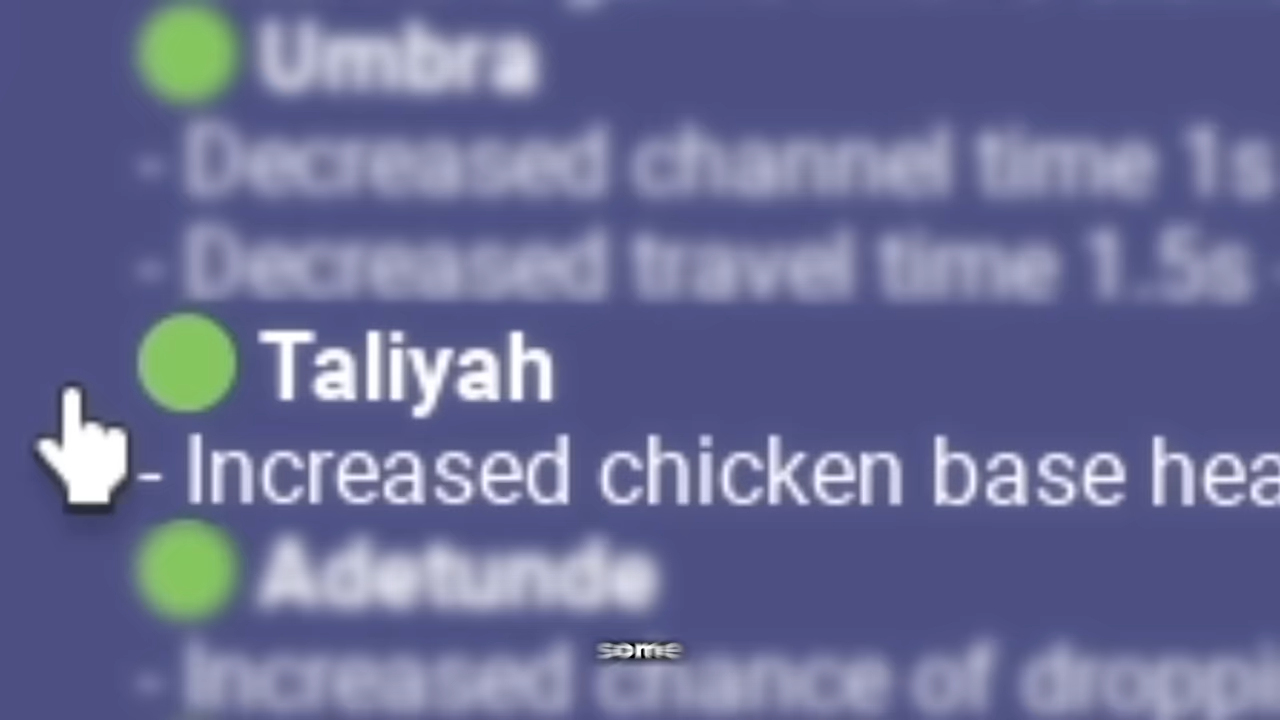 Umbra
- Decreased channel time 1s
- Decreased travel time 1.5s
Taliyah
- Increased chicken base hea
Adetunde
- Increased chance of droppi
some